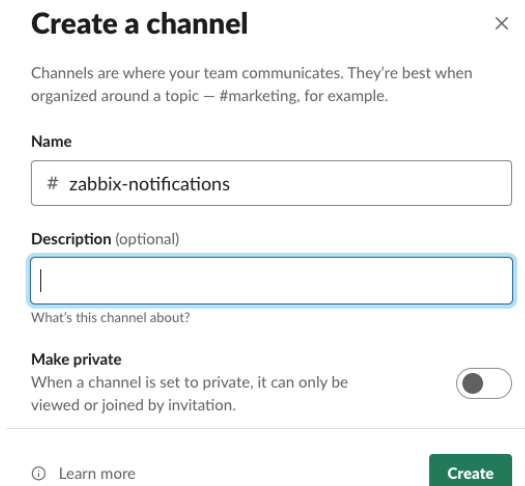 Create a channel
Channels are where your team communicates. They're best when
organized around a topic — #marketing, for example.
Name
# zabbix-notifications
Description (optional)
What's this channel about?
Make private
When a channel is set to private, it can only be
viewed or joined by invitation.
Learn more
Create